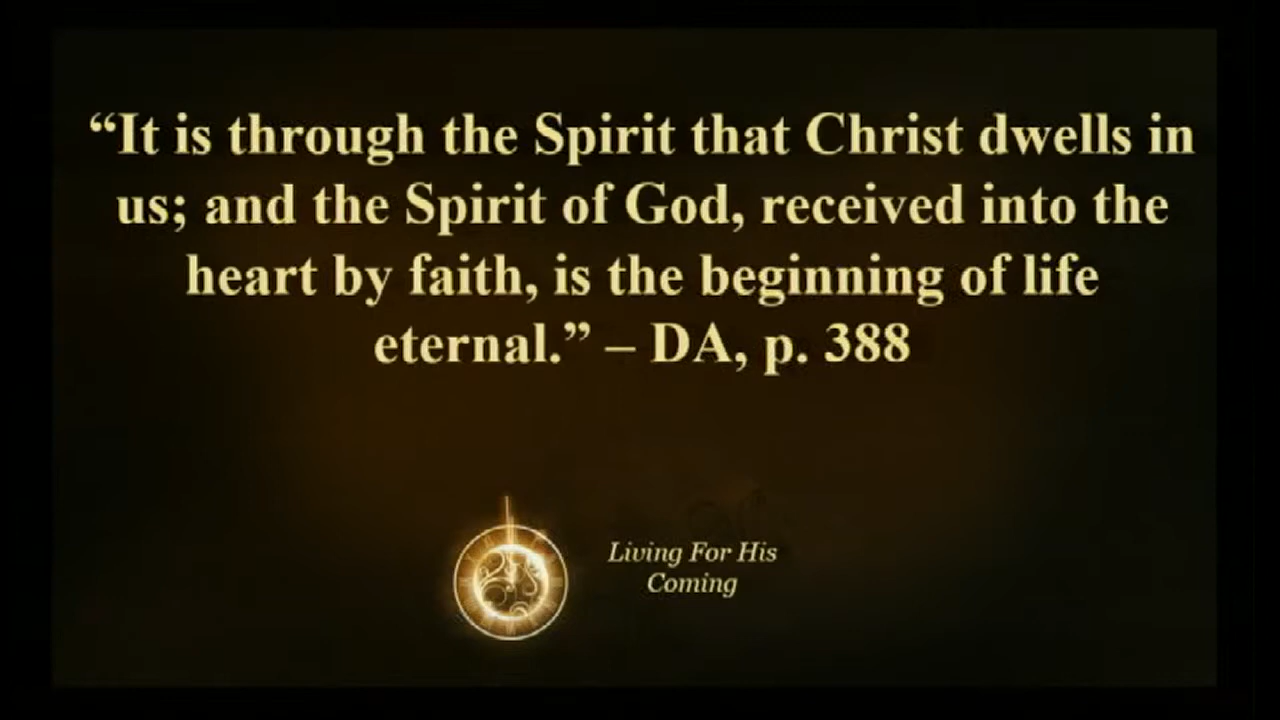 “It is through the Spirit that Christ dwells in
us; and the Spirit of God, received into the
heart by faith, is the beginning of life
eternal.” – DA, p. 388
Living For His
Coming